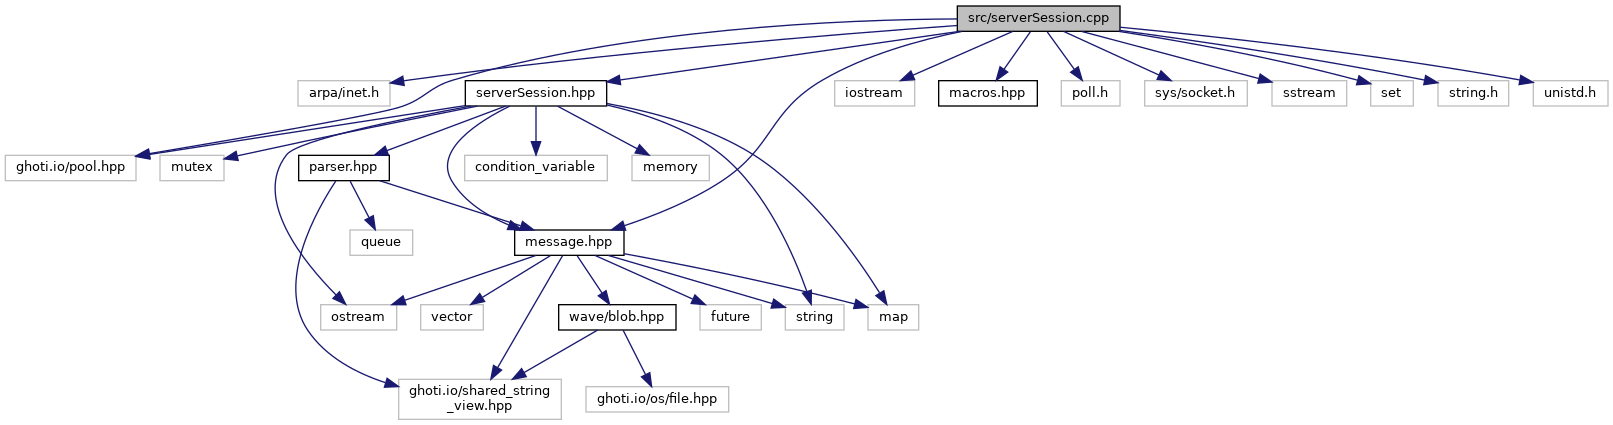 src/serverSession.cpp
arpa/inet.h
serverSession.hpp
iostream
macros.hpp
poll.h
sys/socket.h
sstream
set
string.h
unistd.h
ghoti.io/pool.hpp
mutex
parser.hpp
condition_variable
memory
queue
message.hpp
ostream
vector
wave/blob.hpp
future
string
map
ghoti.io/shared_string
_view.hpp
ghoti.io/os/file.hpp